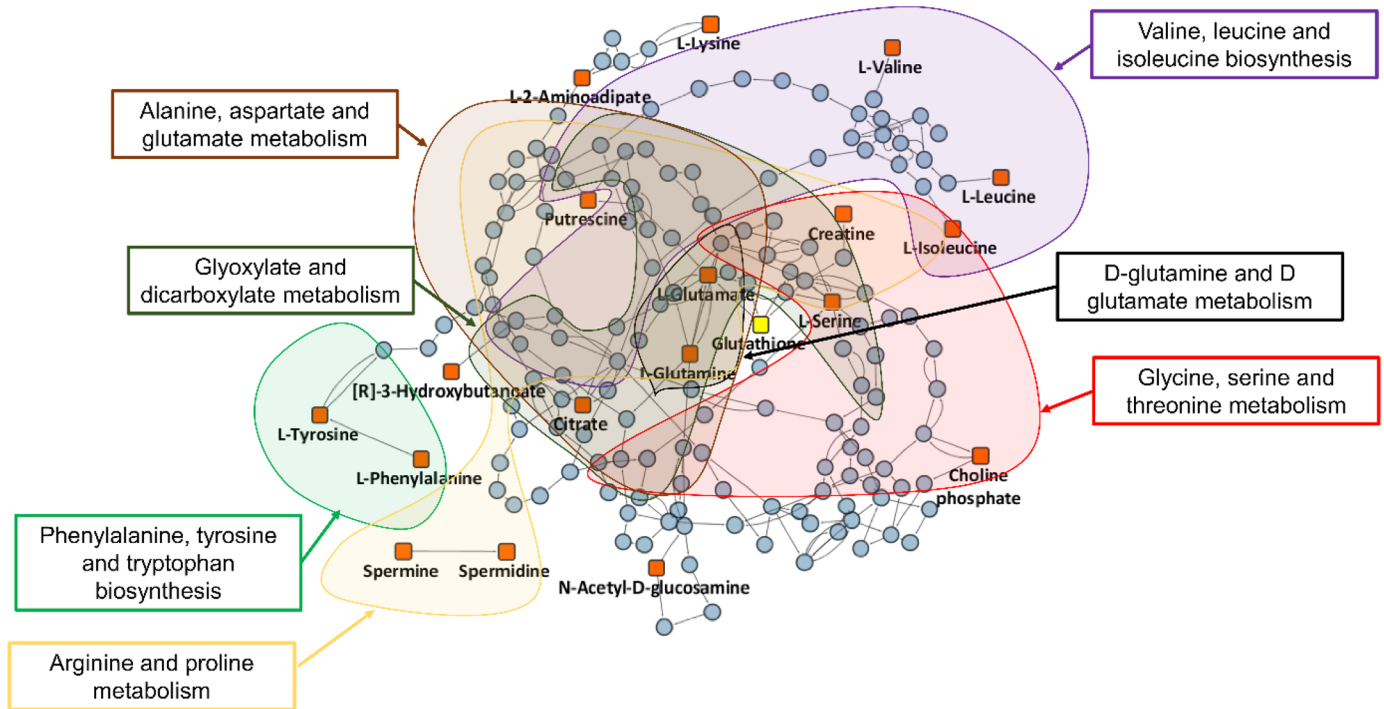 L-Lysine
Valine, leucine and
isoleucine biosynthesis
L-Valine
L-2-Aminoadipate
Alanine, aspartate and
glutamate metabolism
L-Leucine
Putrescine
Creatine
L-Isoleucine
Glyoxylate and
dicarboxylate metabolism
D-glutamine and D
glutamate metabolism
L-Glutamate
L-Serine
Glutathione
L-Glutamine
[R]-3-Hydroxybutanoate
Glycine, serine and
threonine metabolism
Citrate
L-Tyrosine
L-Phenylalanine
Choline
phosphate
Phenylalanine, tyrosine
and tryptophan
biosynthesis
Spermine
Spermidine
N-Acetyl-D-glucosamine
Arginine and proline
metabolism